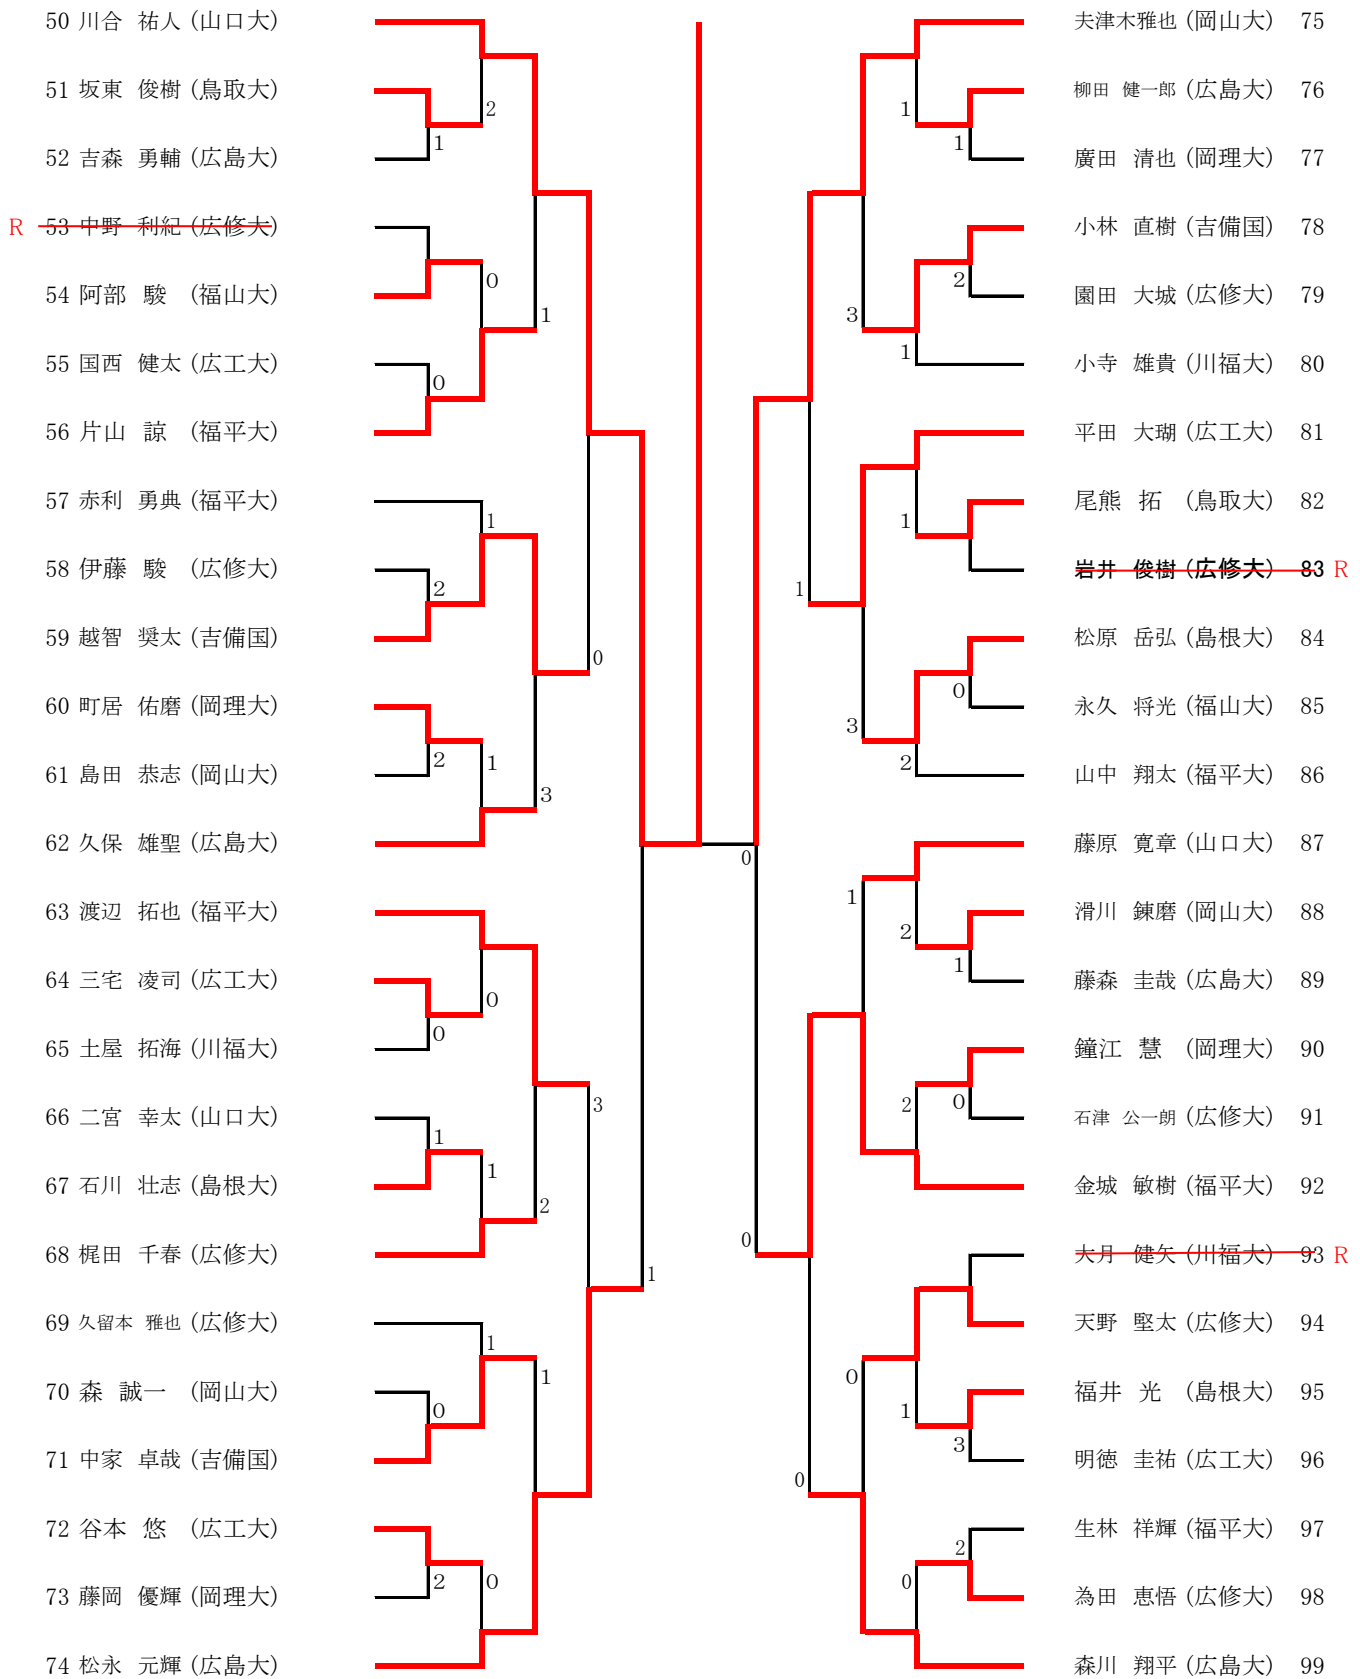 50 川合 祐人 (山口大)
51 坂東 俊樹 (鳥取大)
2
1
52 吉森 勇輔 (広島大)
R 53 中野 利紀 (広修大)
0
54 阿部 駿 (福山大)
1
55 国西 健太 (広工大)
0
56 片山 諒 (福平大)
57 赤利 勇典 (福平大)
1
58 伊藤 駿 (広修大)
2
59 越智 奨太 (吉備国)
0
60 町居 佑磨 (岡理大)
2
1
61 島田 恭志 (岡山大)
3
62 久保 雄聖 (広島大)
63 渡辺 拓也 (福平大)
64 三宅 凌司 (広工大)
0
0
65 土屋 拓海 (川福大)
3
66 二宮 幸太 (山口大)
1
1
67 石川 壮志 (島根大)
2
68 梶田 千春 (広修大)
1
69 久留本 雅也 (広修大)
1
1
70 森 誠一 (岡山大)
0
71 中家 卓哉 (吉備国)
72 谷本 悠 (広工大)
2
0
73 藤岡 優輝 (岡理大)
74 松永 元輝 (広島大)
夫津木雅也 (岡山大) 75
柳田 健一郎 (広島大) 76
1
1
廣田 清也 (岡理大) 77
小林 直樹 (吉備国) 78
2
園田 大城 (広修大) 79
3
1
小寺 雄貴 (川福大) 80
平田 大瑚 (広工大) 81
尾熊 拓 (鳥取大) 82
1
岩井 俊樹 (広修大) 83 R
1
松原 岳弘 (島根大) 84
0
永久 将光 (福山大) 85
3
2
山中 翔太 (福平大) 86
藤原 寛章 (山口大) 87
0
1
滑川 錬磨 (岡山大) 88
2
1
藤森 圭哉 (広島大) 89
鐘江 慧 (岡理大) 90
2
0
石津 公一朗 (広修大) 91
金城 敏樹 (福平大) 92
0
大月 健矢 (川福大) 93 R
天野 堅太 (広修大) 94
0
福井 光 (島根大) 95
1
3
明徳 圭祐 (広工大) 96
0
生林 祥輝 (福平大) 97
2
0
為田 恵悟 (広修大) 98
森川 翔平 (広島大) 99